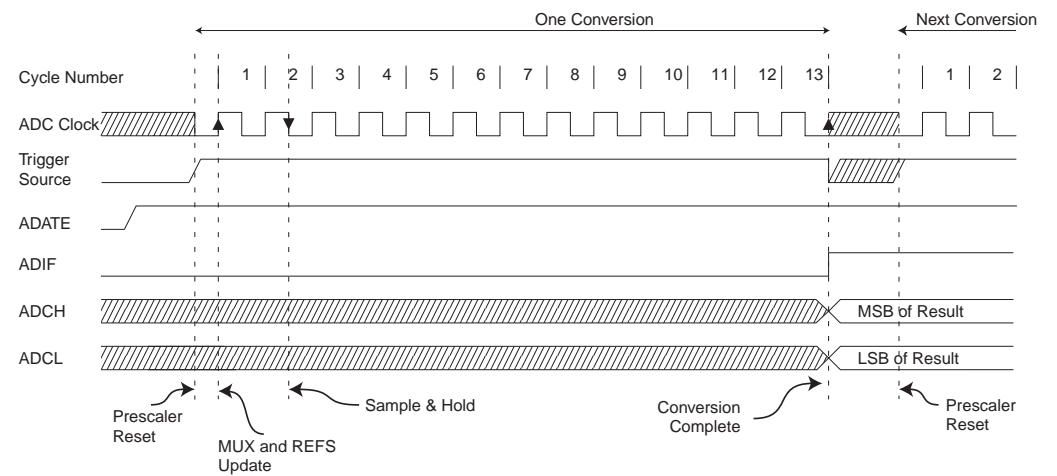 One Conversion
Next Conversion
Cycle Number
1 2 3 4 5 6 7 8 9 10 11 12 13 1 2
ADC Clock
Trigger
Source
ADATE
ADIF
ADCH
MSB of Result
ADCL
LSB of Result
Prescaler
Reset
MUX and REFS
Update
Sample & Hold
Conversion
Complete
Prescaler
Reset